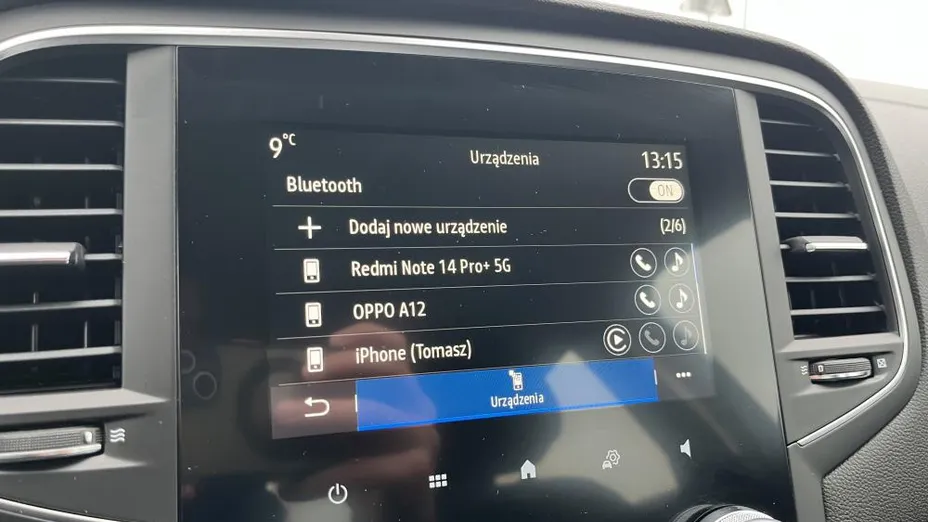 9°C
Urządzenia
13:15
Bluetooth
ON
Dodaj nowe urządzenie
(2/6)
Redmi Note 14 Pro+ 5G
OPPO A12
iPhone (Tomasz)
Urządzenia